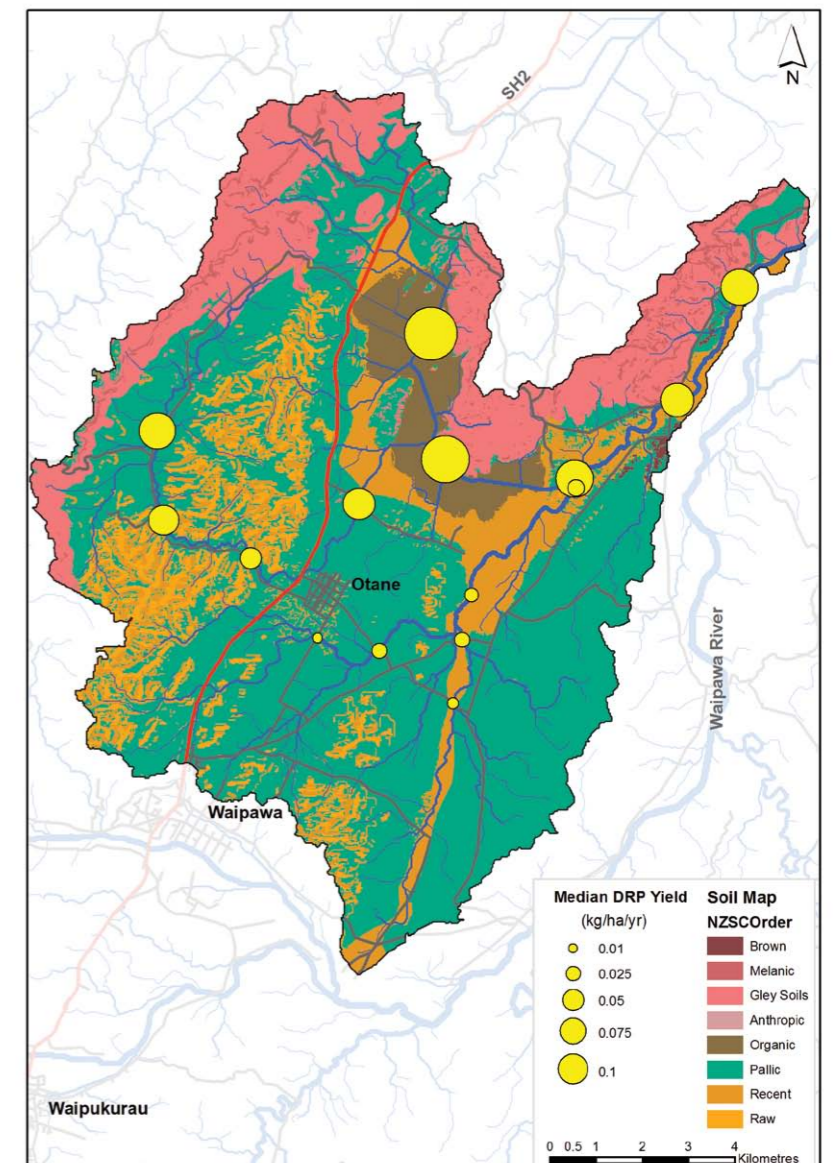 N
SH2
Otane
Waipawa River
Waipawa
Waipukurau
Median DRP Yield
(kg/ha/yr)
0.01
0.025
0.05
0.075
0.1
Soil Map
NZSCOrder
Brown
Melanic
Gley Soils
Anthropic
Organic
Pallic
Recent
Raw
0 0.5 1 2 3 4
Kilometres